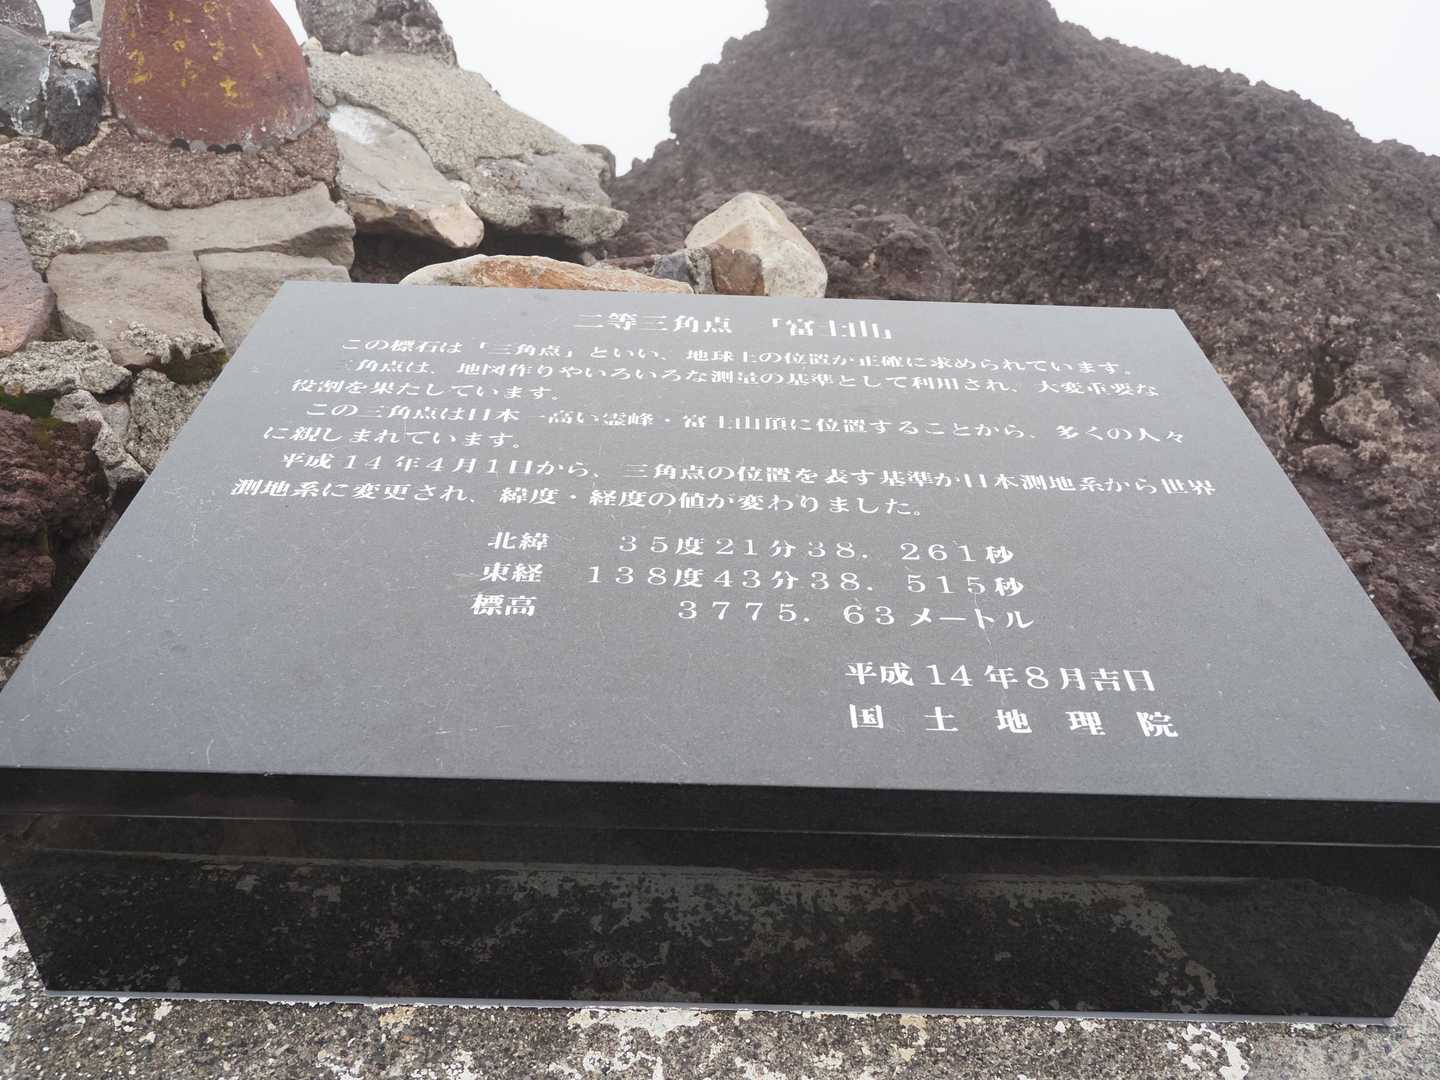 二等三角点 「富士山」
この標石は「三角点」といい、地球上の位置が正確に求められています。
三角点は、地図作りやいろいろな測量の基準として利用され、大変重要な
役割を果たしています。
この三角点は日本一高い霊峰・富士山頂に位置することから、多くの人々
に親しまれています。
平成14年4月1日から、三角点の位置を表す基準が日本測地系から世界
測地系に変更され、緯度・経度の値が変わりました。
北緯 35度21分38．261秒
東経 138度43分38．515秒
標高 3775．63メートル
平成14年8月吉日
国土地理院